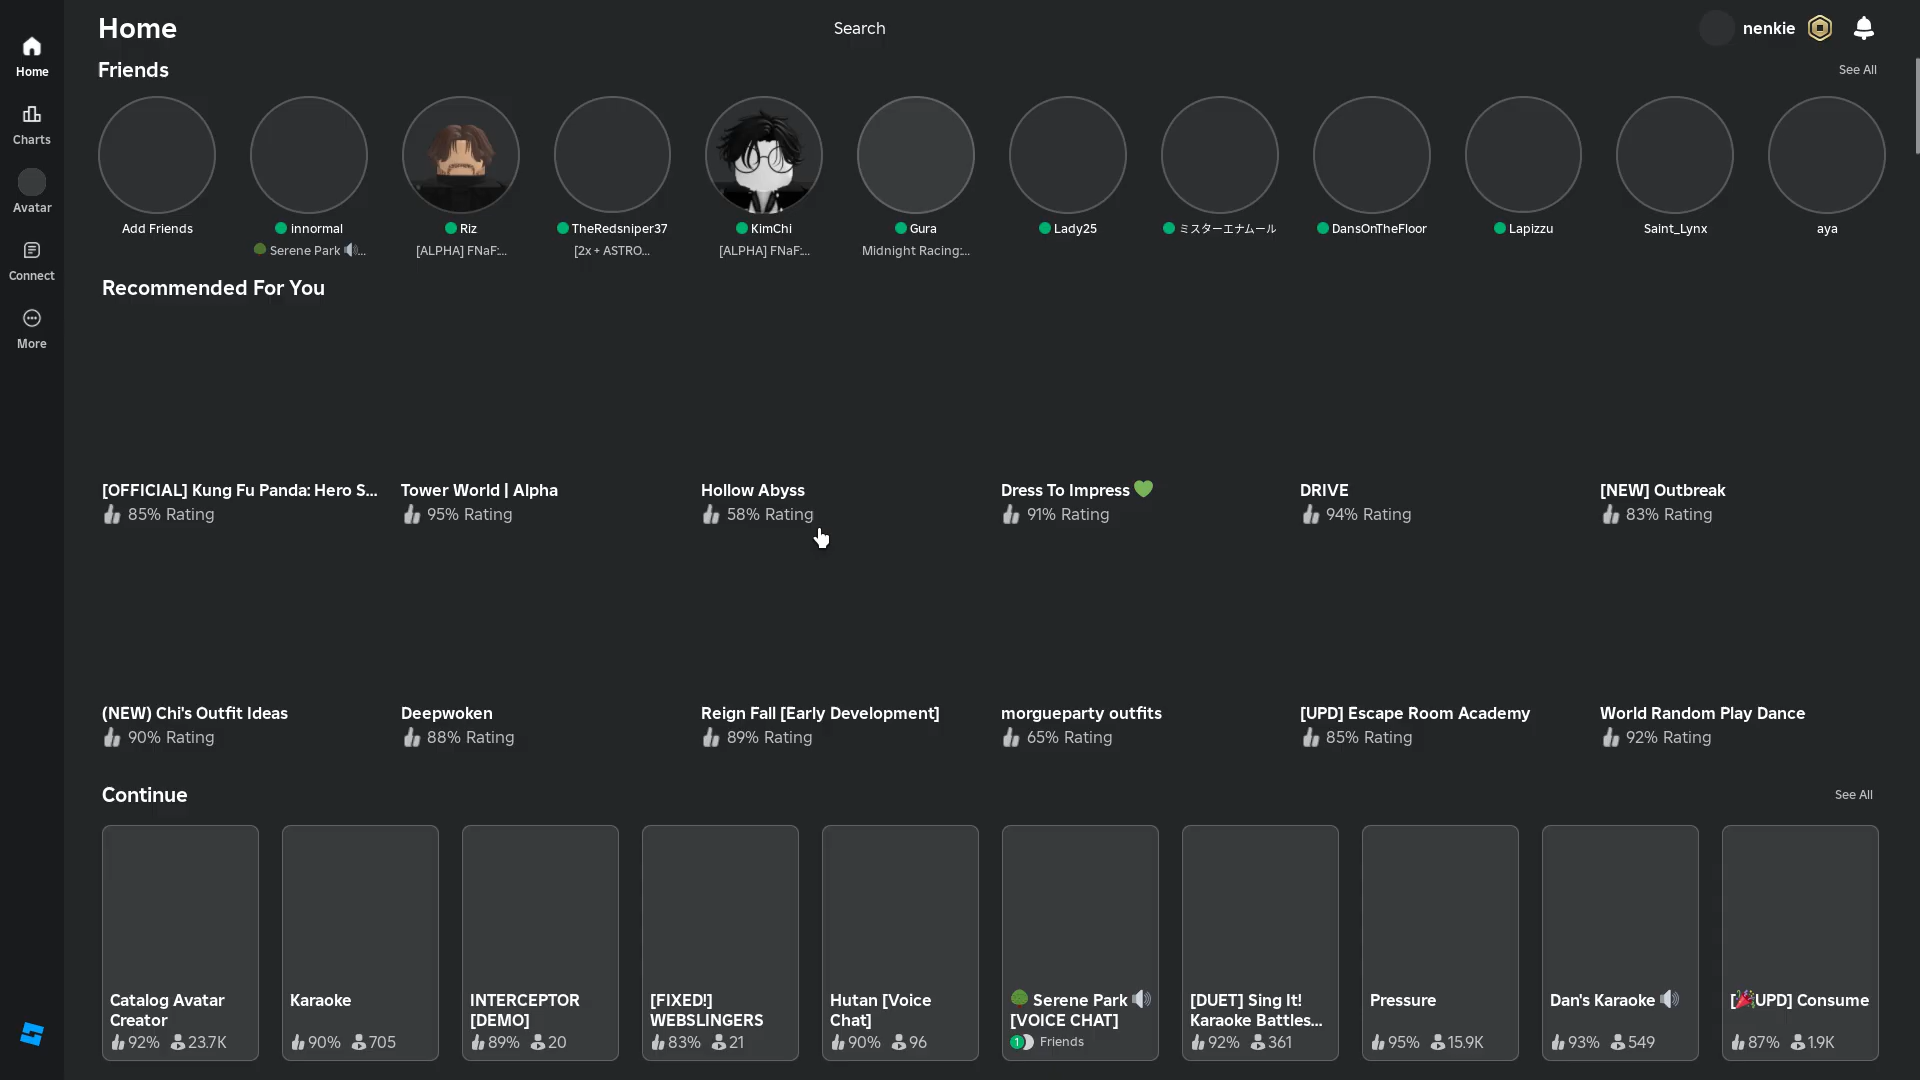 Home
Search
nenkie
Home
Charts
Avatar
Connect
More
Friends
See All
Add Friends
innormal
Serene Park 🔊...
Riz
[ALPHA] FNaF:...
TheRedsniper37
[2x + ASTRO...
KimChi
[ALPHA] FNaF:...
Gura
Midnight Racing:...
Lady25
ミスターエナムール
DansOnTheFloor
Lapizzu
Saint_Lynx
aya
Recommended For You
[OFFICIAL] Kung Fu Panda: Hero S...
85% Rating
Tower World | Alpha
95% Rating
Hollow Abyss
58% Rating
Dress To Impress 💚
91% Rating
DRIVE
94% Rating
[NEW] Outbreak
83% Rating
(NEW) Chi's Outfit Ideas
90% Rating
Deepwoken
88% Rating
Reign Fall [Early Development]
89% Rating
morgueparty outfits
65% Rating
[UPD] Escape Room Academy
85% Rating
World Random Play Dance
92% Rating
Continue
See All
Catalog Avatar
Creator
92% 23.7K
Karaoke
90% 705
INTERCEPTOR
[DEMO]
89% 20
[FIXED!]
WEBSLINGERS
83% 21
Hutan [Voice
Chat]
90% 96
Serene Park 🔊
[VOICE CHAT]
1 Friends
[DUET] Sing It!
Karaoke Battles...
92% 361
Pressure
95% 15.9K
Dan's Karaoke 🔊
93% 549
[🎉UPD] Consume
87% 1.9K